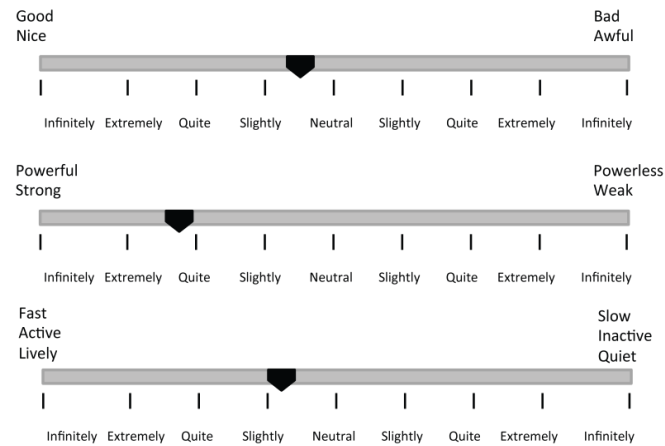 Good Bad
Nice Awful
Infinitely Extremely Quite Slightly Neutral Slightly Quite Extremely Infinitely
Powerful Powerless
Strong Weak
Infinitely Extremely Quite Slightly Neutral Slightly Quite Extremely Infinitely
Fast Slow
Active Inactive
Lively Quiet
Infinitely Extremely Quite Slightly Neutral Slightly Quite Extremely Infinitely